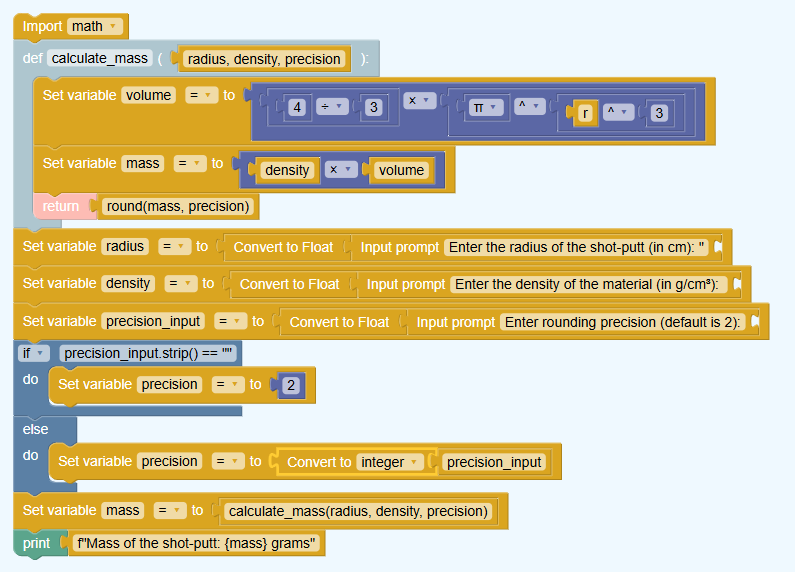 Import math
def calculate_mass ( radius, density, precision ):
Set variable volume = to 4 ÷ 3 × π ^ r ^ 3
Set variable mass = to density × volume
return round(mass, precision)
Set variable radius = to Convert to Float Input prompt Enter the radius of the shot-putt (in cm): "
Set variable density = to Convert to Float Input prompt Enter the density of the material (in g/cm³):
Set variable precision_input = to Convert to Float Input prompt Enter rounding precision (default is 2):
if precision_input.strip() == ""
do Set variable precision = to 2
else
do Set variable precision = to Convert to integer precision_input
Set variable mass = to calculate_mass(radius, density, precision)
print f"Mass of the shot-putt: {mass} grams"